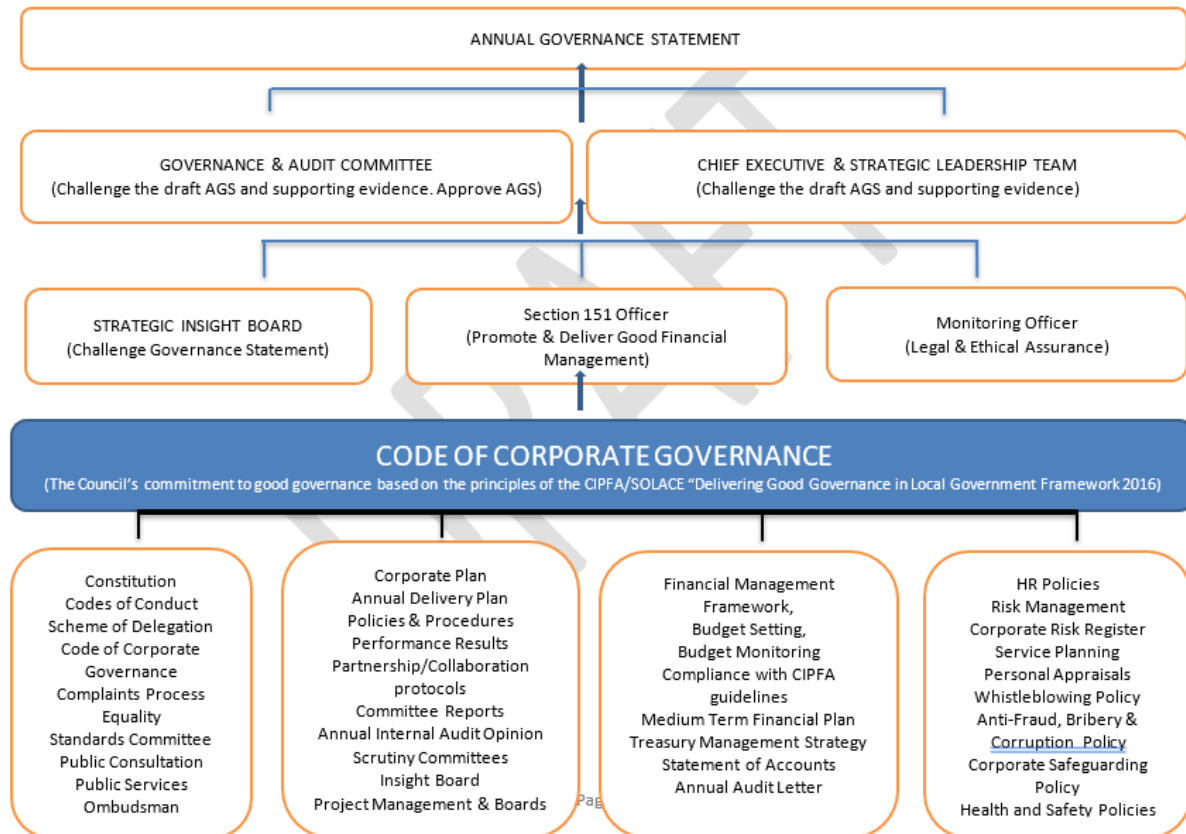 ANNUAL GOVERNANCE STATEMENT
GOVERNANCE & AUDIT COMMITTEE
(Challenge the draft AGS and supporting evidence. Approve AGS)
CHIEF EXECUTIVE & STRATEGIC LEADERSHIP TEAM
(Challenge the draft AGS and supporting evidence)
STRATEGIC INSIGHT BOARD
(Challenge Governance Statement)
Section 151 Officer
(Promote & Deliver Good Financial
Management)
Monitoring Officer
(Legal & Ethical Assurance)
CODE OF CORPORATE GOVERNANCE
(The Council's commitment to good governance based on the principles of the CIPFA/SOLACE "Delivering Good Governance in Local Government Framework 2016)
Constitution
Codes of Conduct
Scheme of Delegation
Code of Corporate
Governance
Complaints Process
Equality
Standards Committee
Public Consultation
Public Services
Ombudsman
Corporate Plan
Annual Delivery Plan
Policies & Procedures
Performance Results
Partnership/Collaboration
protocols
Committee Reports
Annual Internal Audit Opinion
Scrutiny Committees
Insight Board
Project Management & Boards
Financial Management
Framework,
Budget Setting,
Budget Monitoring
Compliance with CIPFA
guidelines
Medium Term Financial Plan
Treasury Management Strategy
Statement of Accounts
Annual Audit Letter
HR Policies
Risk Management
Corporate Risk Register
Service Planning
Personal Appraisals
Whistleblowing Policy
Anti-Fraud, Bribery &
Corruption Policy
Corporate Safeguarding
Policy
Health and Safety Policies
DRAFT